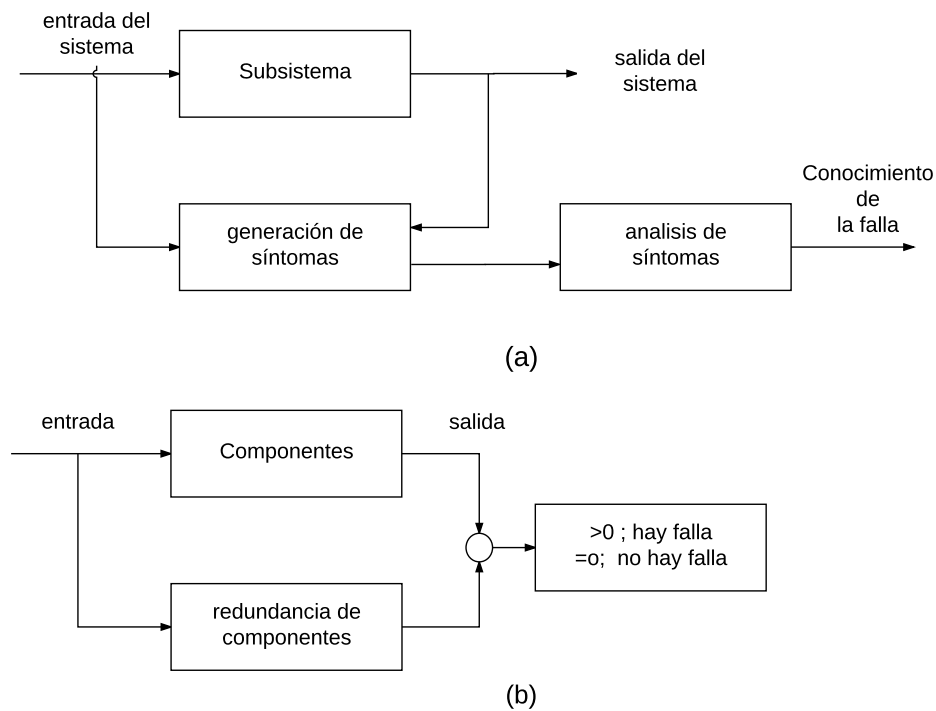 entrada del
sistema
Subsistema
salida del
sistema
generación de
síntomas
analisis de
síntomas
Conocimiento
de
la falla
(a)
entrada
Componentes
salida
>0 ; hay falla
=o;  no hay falla
redundancia de
componentes
(b)